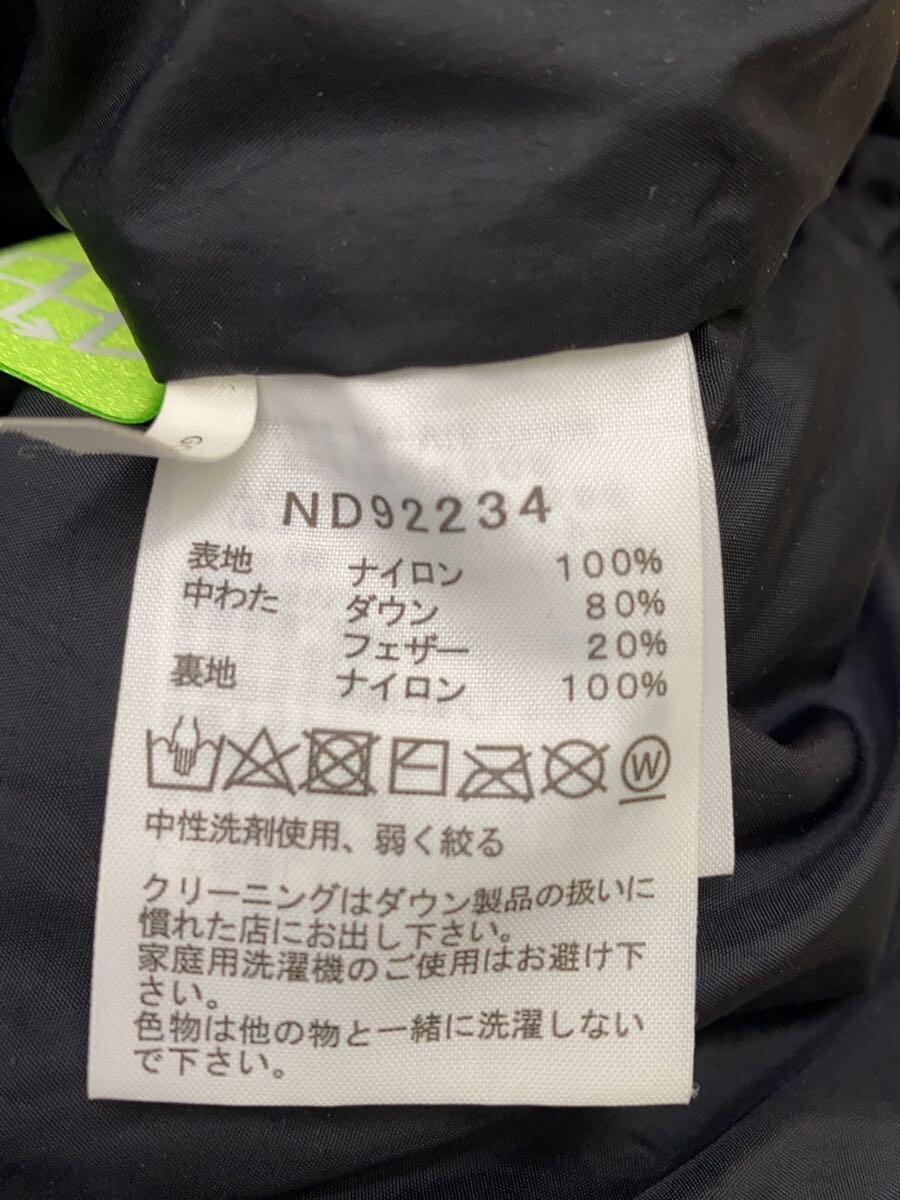 ND92234
表地 ナイロン 100%
中わた ダウン 80%
フェザー 20%
裏地 ナイロン 100%
W
中性洗剤使用、弱く絞る
クリーニングはダウン製品の扱いに
慣れた店にお出し下さい。
家庭用洗濯機のご使用はお避け下
さい。
色物は他の物と一緒に洗濯しない
で下さい。